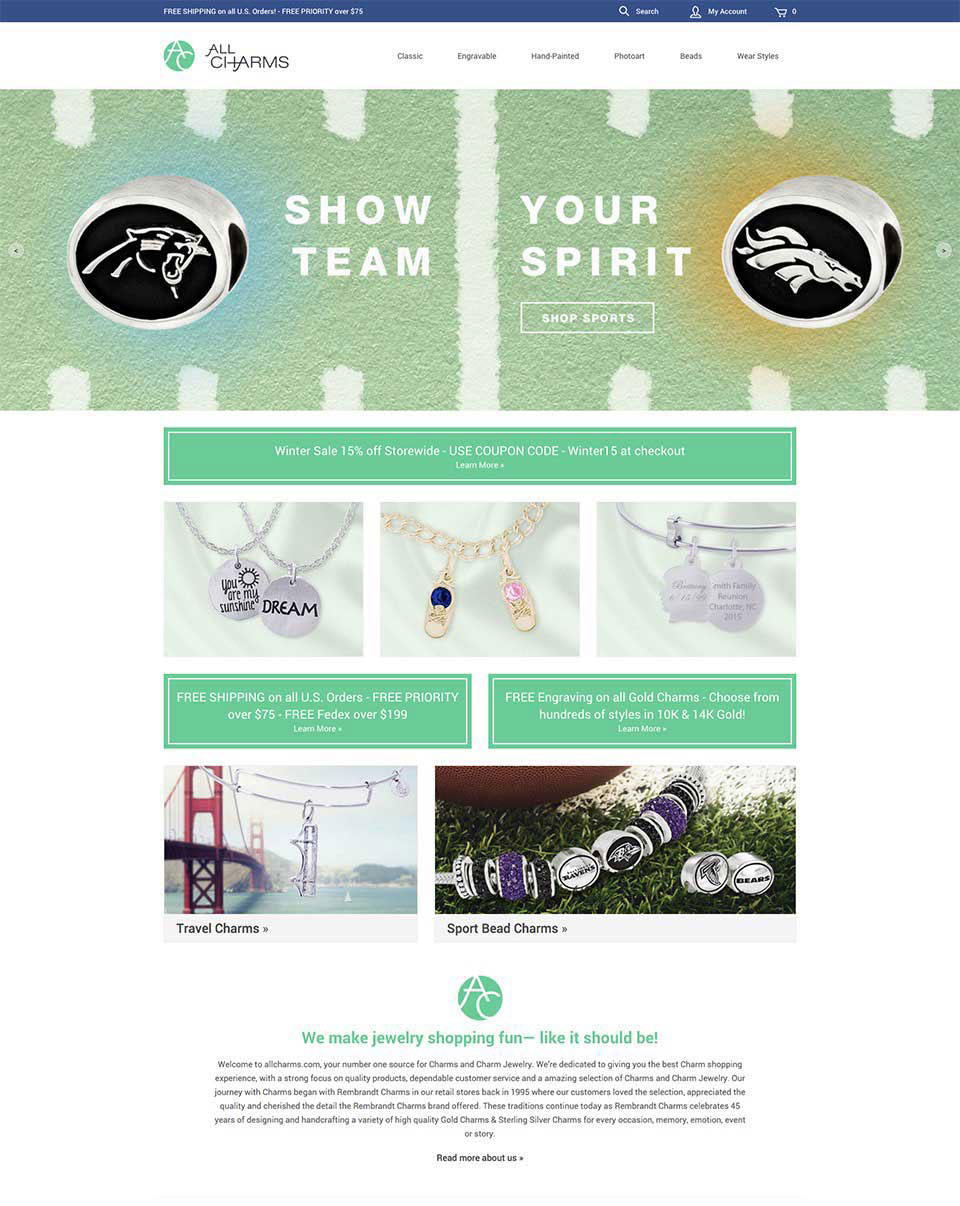 FREE SHIPPING on all U.S. Orders! - FREE PRIORITY over $75
Search
My Account
0
AC ALL CHARMS
Classic
Engravable
Hand-Painted
Photoart
Beads
Wear Styles
SHOW YOUR
TEAM SPIRIT
<
>
SHOP SPORTS
Winter Sale 15% off Storewide - USE COUPON CODE - Winter15 at checkout
Learn More »
you
are my
sunshine
DREAM
Brittany
6/15/99
mith Family
Reunion
Charlotte, NC
2015
FREE SHIPPING on all U.S. Orders - FREE PRIORITY
over $75 - FREE Fedex over $199
Learn More »
FREE Engraving on all Gold Charms - Choose from
hundreds of styles in 10K & 14K Gold!
Learn More »
RAVENS
BEARS
Travel Charms »
Sport Bead Charms »
AC
We make jewelry shopping fun— like it should be!
Welcome to allcharms.com, your number one source for Charms and Charm Jewelry. We're dedicated to giving you the best Charm shopping
experience, with a strong focus on quality products, dependable customer service and a amazing selection of Charms and Charm Jewelry. Our
journey with Charms began with Rembrandt Charms in our retail stores back in 1995 where our customers loved the selection, appreciated the
quality and cherished the detail the Rembrandt Charms brand offered. These traditions continue today as Rembrandt Charms celebrates 45
years of designing and handcrafting a variety of high quality Gold Charms & Sterling Silver Charms for every occasion, memory, emotion, event
or story.
Read more about us »